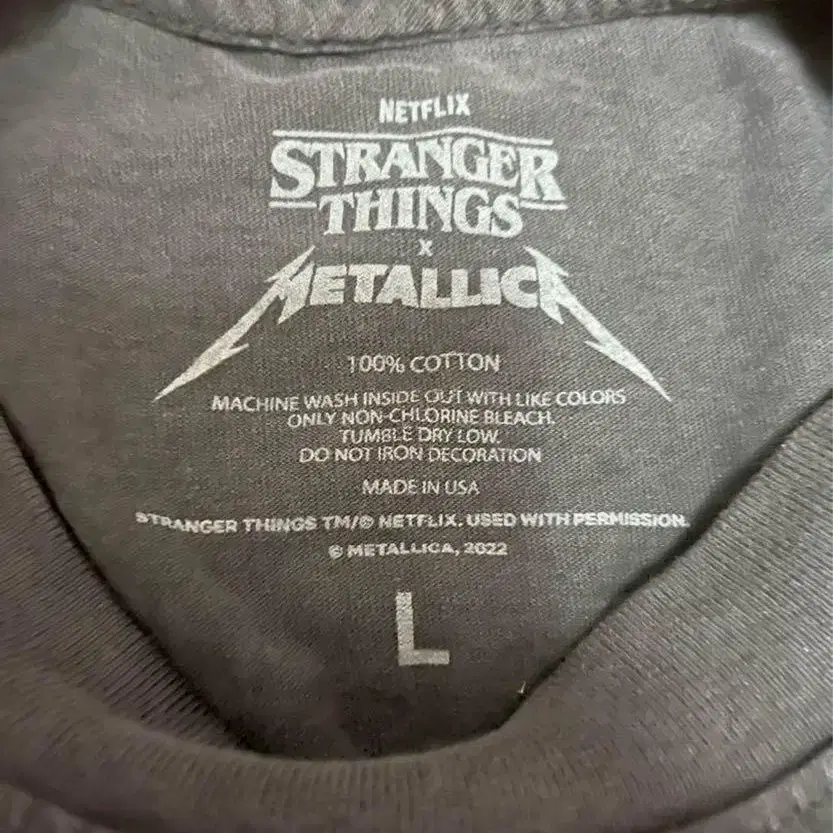 NETFLIX
STRANGER
THINGS
X
METALLICA
100% COTTON
MACHINE WASH INSIDE OUT WITH LIKE COLORS
ONLY NON-CHLORINE BLEACH.
TUMBLE DRY LOW.
DO NOT IRON DECORATION
MADE IN USA
STRANGER THINGS TM/© NETFLIX. USED WITH PERMISSION.
© METALLICA, 2022
L